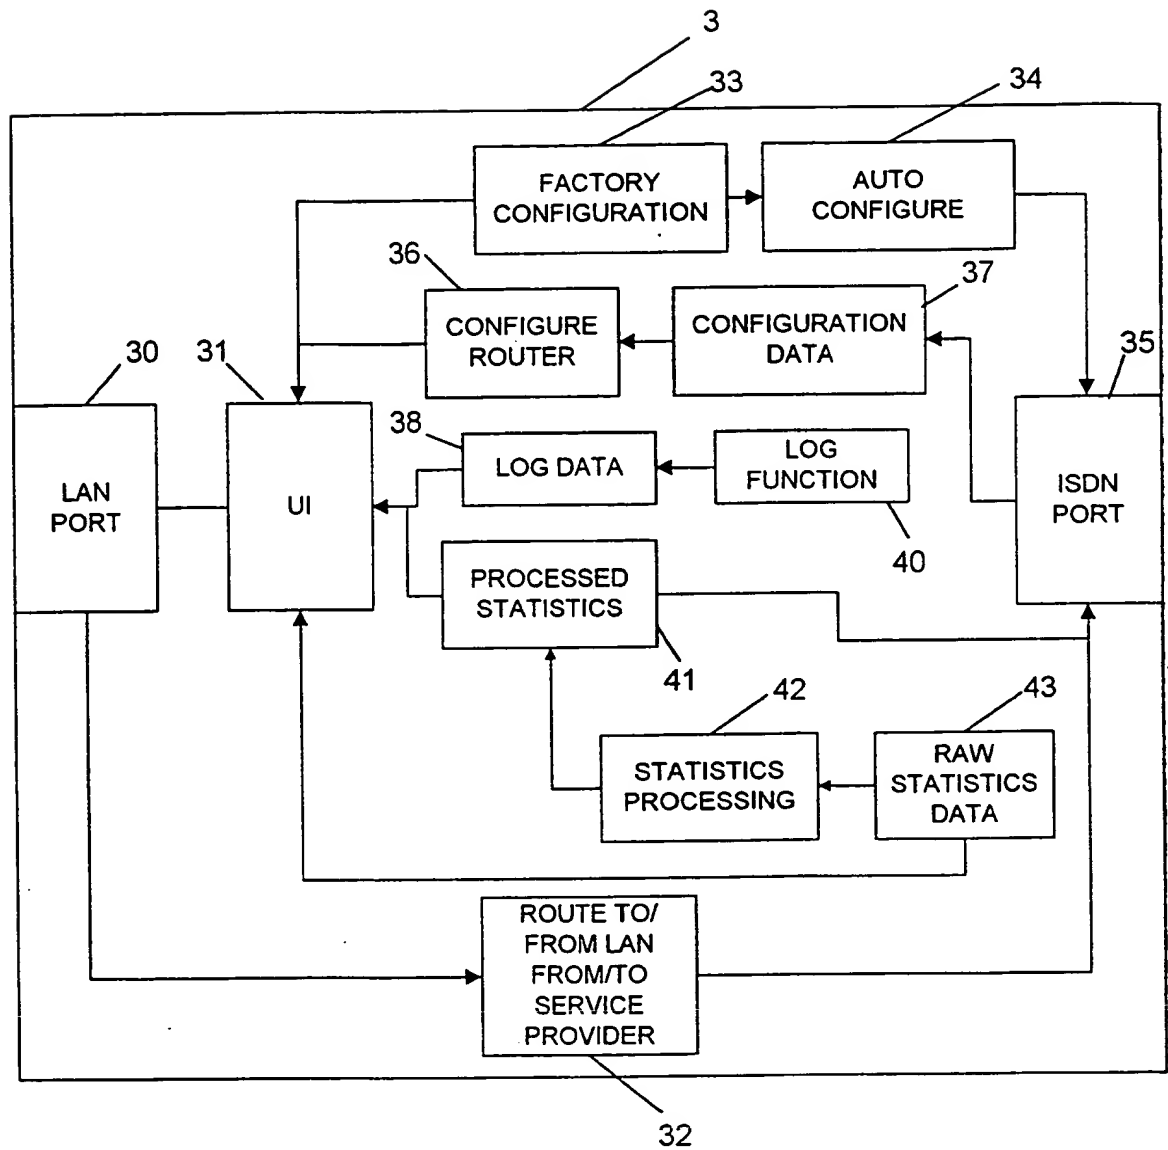 3
33
34
FACTORY
CONFIGURATION
AUTO
CONFIGURE
36
37
CONFIGURE
ROUTER
CONFIGURATION
DATA
30
31
35
38
LOG DATA
LOG
FUNCTION
LAN
PORT
UI
ISDN
PORT
40
PROCESSED
STATISTICS
41
42
43
STATISTICS
PROCESSING
RAW
STATISTICS
DATA
ROUTE TO/
FROM LAN
FROM/TO
SERVICE
PROVIDER
32